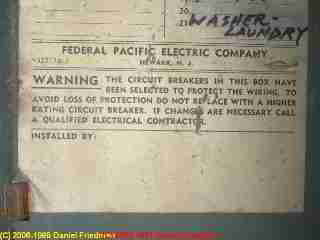 20.
21. WASHER-
LAUNDRY
FEDERAL PACIFIC ELECTRIC COMPANY
NEWARK, N. J.
WARNING THE CIRCUIT BREAKERS IN THIS BOX HAVE
BEEN SELECTED TO PROTECT THE WIRING. TO
AVOID LOSS OF PROTECTION DO NOT REPLACE WITH A HIGHER
RATING CIRCUIT BREAKER. IF CHANGES ARE NECESSARY CALL
A QUALIFIED ELECTRICAL CONTRACTOR.
INSTALLED BY:
(C) Daniel Friedman